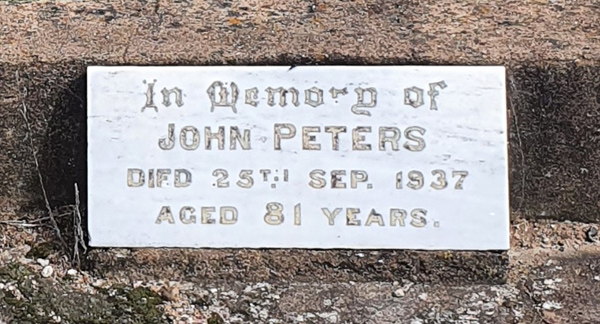 In Memory of
JOHN PETERS
DIED 25TH SEP. 1937
AGED 81 YEARS.